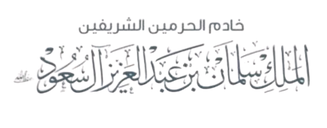 خادم الحرمين الشريفين
الملك سلمان بن عبدالعزيز آل سعود